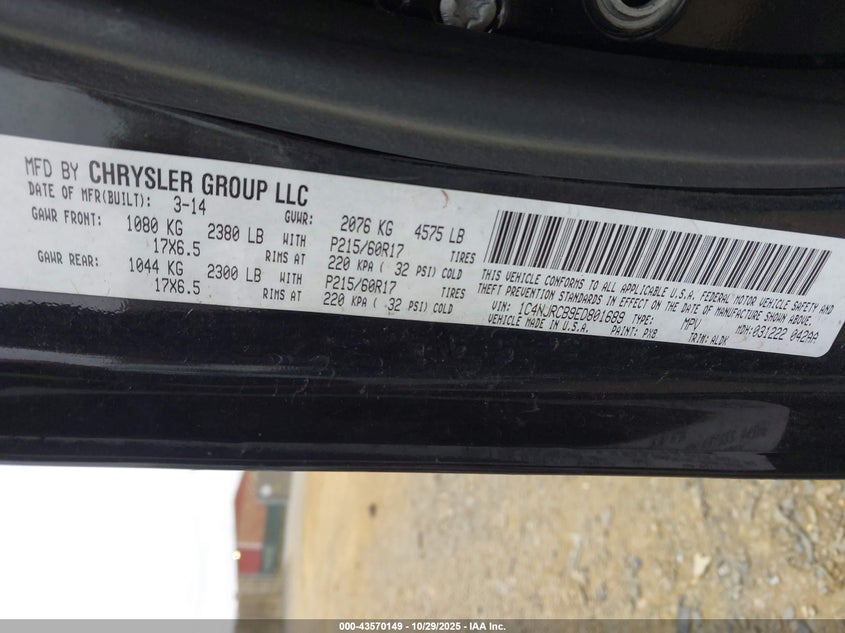 MFD BY CHRYSLER GROUP LLC
DATE OF MFR(BUILT): 3-14 GVWR: 2076 KG 4575 LB
GAWR FRONT: 1080 KG 2380 LB WITH P215/60R17 TIRES
17X6.5 RIMS AT 220 KPA ( 32 PSI) COLD
GAWR REAR: 1044 KG 2300 LB WITH P215/60R17 TIRES
17X6.5 RIMS AT 220 KPA ( 32 PSI) COLD
THIS VEHICLE CONFORMS TO ALL APPLICABLE U.S.A. FEDERAL MOTOR VEHICLE SAFETY AND
THEFT PREVENTION STANDARDS IN EFFECT ON THE DATE OF MANUFACTURE SHOWN ABOVE.
VIN: 1C4NJRCB9ED801689 TYPE: MPV MDH:031222 042AA
VEHICLE MADE IN U.S.A. PAINT: PX8 TRIM: ALDK
000-43570149 - 10/29/2025 - IAA Inc.